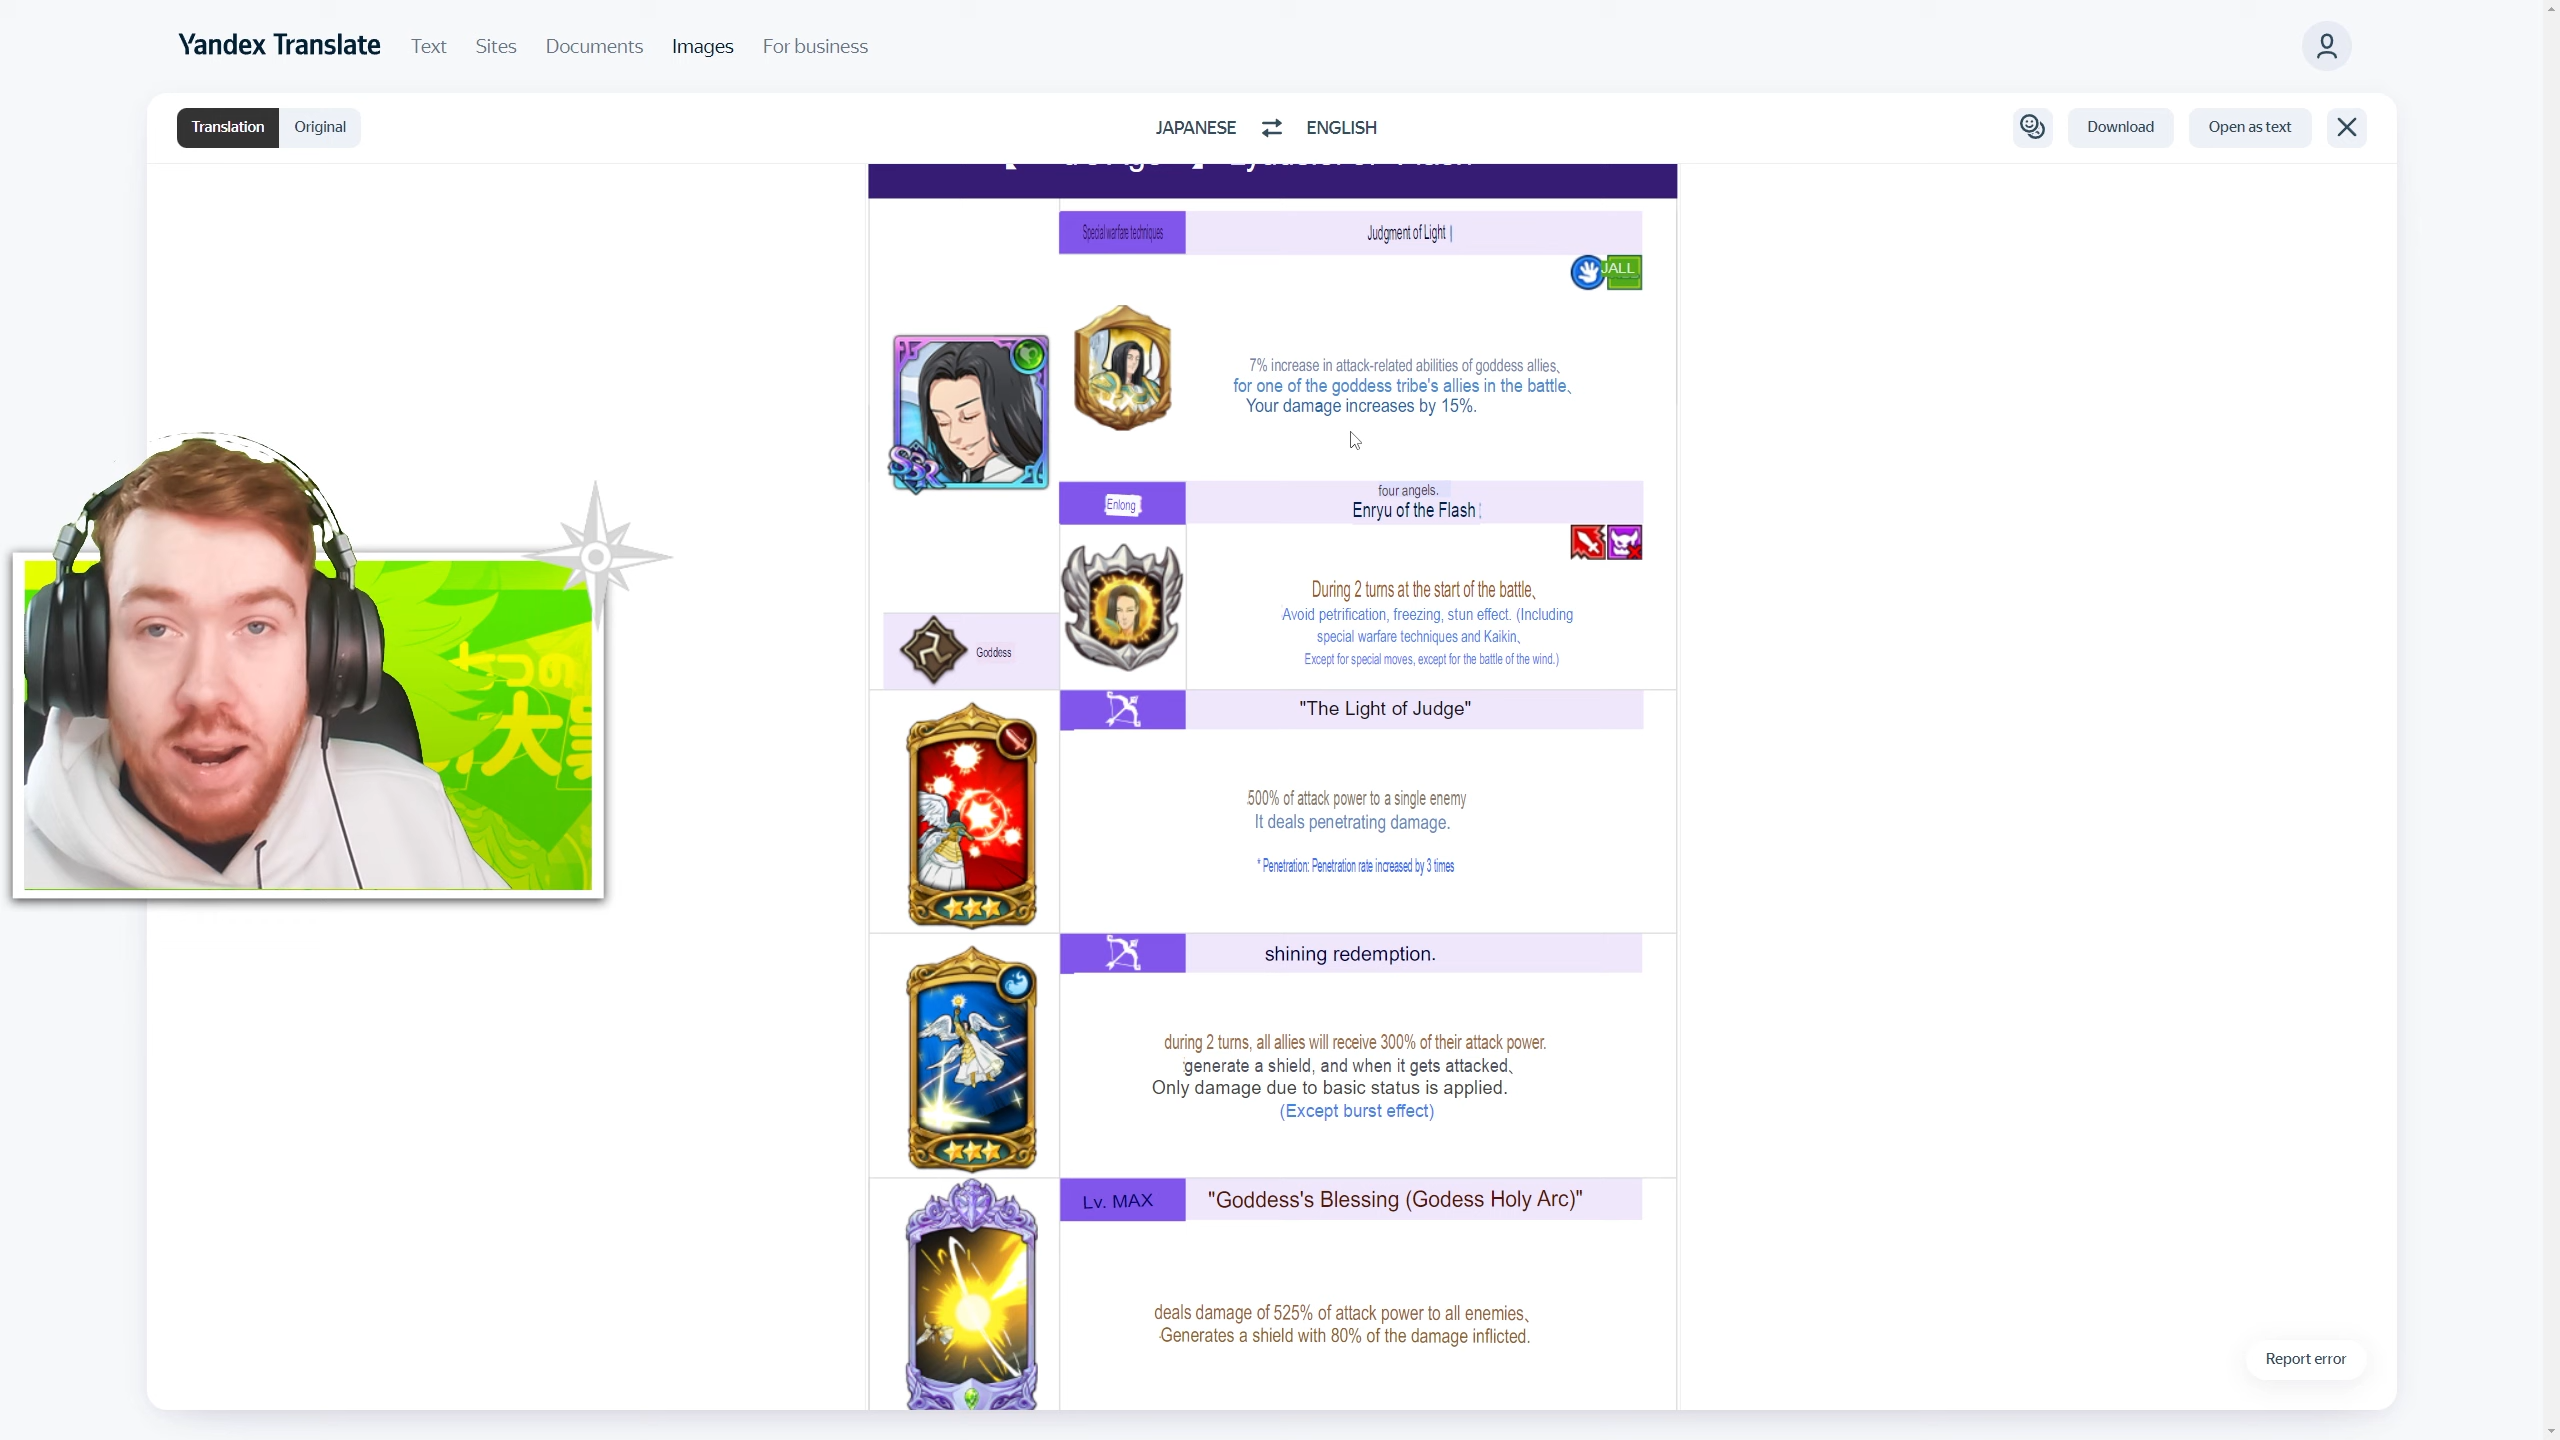 Yandex Translate Text Sites Documents Images For business
Translation Original JAPANESE ENGLISH Download Open as text
Special warfare techniques Judgment of Light
JALL
7% increase in attack-related abilities of goddess allies、
for one of the goddess tribe's allies in the battle、
Your damage increases by 15%.
SSR
four angels.
Enlong Enryu of the Flash
During 2 turns at the start of the battle、
Avoid petrification, freezing, stun effect. (Including
special warfare techniques and Kaikin、
Except for special moves, except for the battle of the wind.)
Goddess
"The Light of Judge"
500% of attack power to a single enemy
It deals penetrating damage.
* Penetration: Penetration rate increased by 3 times
shining redemption.
during 2 turns, all allies will receive 300% of their attack power.
generate a shield, and when it gets attacked、
Only damage due to basic status is applied.
(Except burst effect)
Lv. MAX "Goddess's Blessing (Godess Holy Arc)"
deals damage of 525% of attack power to all enemies、
Generates a shield with 80% of the damage inflicted.
Report error
七つの
大罪